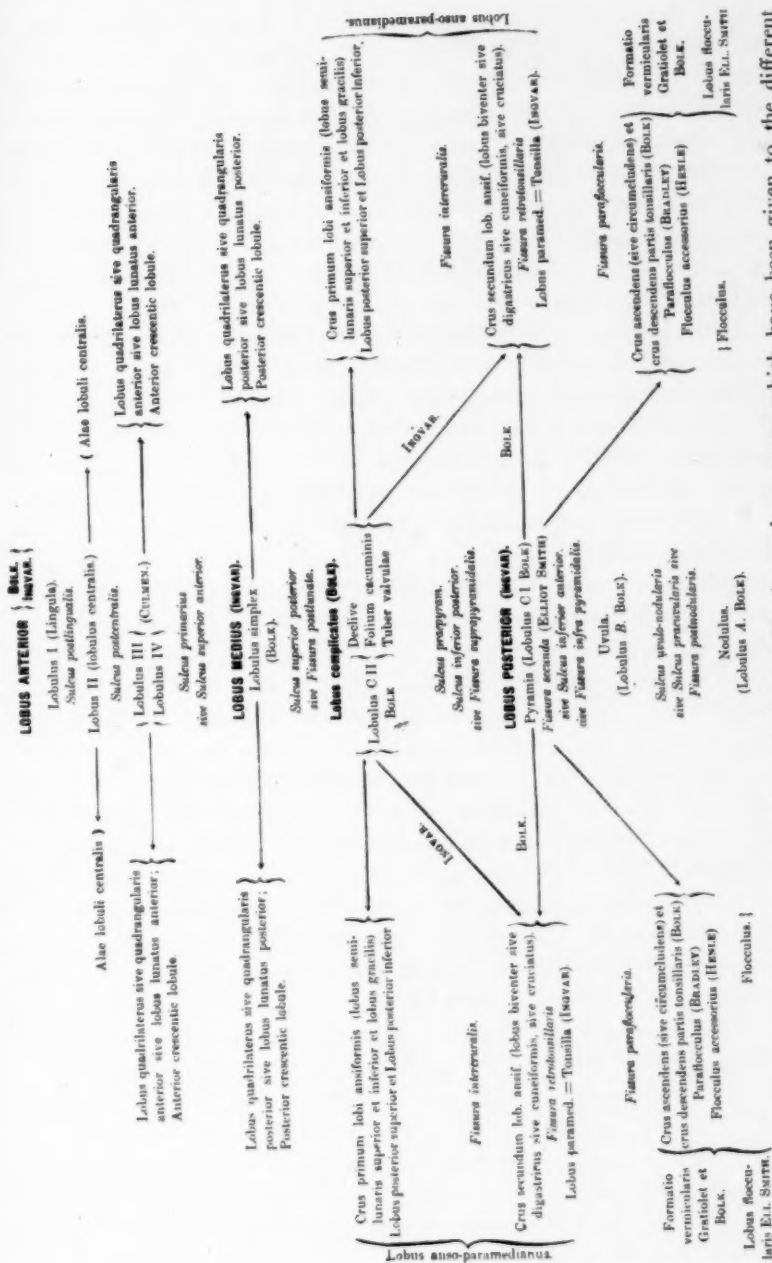 LOBUS ANTERIOR { BOLK. INGVAR. {
Lobulus I (Lingula).
Sulcus postlingualis.
Alae lobuli centralis } ← Lobus II (lobulus centralis.) → { Alae lobuli centralis.
Sulcus postcentralis.
Lobus quadrilaterus sive quadrangularis
anterior sive lobus lunatus anterior;
Anterior crescentic lobule.
{ Lobulus III } (CULMEN.)
{ Lobulus IV }
Lobus quadrilaterus sive quadrangularis
anterior sive lobus lunatus anterior.
Anterior crescentic lobule.
Sulcus primarius
sive Sulcus superior anterior.
LOBUS MEDIUS (INGVAR).
Lobus quadrilaterus sive quadrangularis
posterior sive lobus lunatus posterior;
Posterior crescentic lobule.
Lobulus simplex
(BOLK).
Lobus quadrilaterus sive quadrangularis
posterior sive lobus lunatus posterior.
Posterior crescentic lobule.
Sulcus superior posterior
sive Fissura postlunata.
Lobus complicatus (BOLK).
Lobus anso-paramedianus.
Crus primum lobi ansiformis (lobus semi-
lunaris superior et inferior et lobus gracilis)
Lobus posterior superior et Lobus posterior inferior
{ Lobulus C II } { Declive
BOLK Folium cacuminis
Tuber valvulae
Crus primum lobi ansiformis (lobus semi-
lunaris superior et inferior et lobus gracilis)
Lobus posterior superior et Lobus posterior inferior.
Lobus anso-paramedianus.
INGVAR.
INGVAR.
Fissura intercruralis.
Sulcus praepyram.
Sulcus inferior posterior.
sive Fissura suprapyramidalis.
Fissura intercruralis.
LOBUS POSTERIOR (INGVAR).
Crus secundum lob. ansif. (lobus biventer sive
digastricus sive cuneiformis, sive cruciatus).
Fissura retrotonsillaris
Lobus paramed. = Tonsilla (INGVAR).
BOLK.
Pyramis (Lobulus C I BOLK)
Fissura secunda (ELLIOT SMITH)
sive Sulcus inferior anterior.
sive Fissura infra pyramidalis.
BOLK
Crus secundum lob. ansif. (lobus biventer sive
digastricus sive cuneiformis, sive cruciatus).
Fissura retrotonsillaris
Lobus paramed. = Tonsilla (INGVAR).
Fissura parafloccularis.
Uvula.
(Lobulus B. BOLK).
Fissura parafloccularis.
Formatio
vermicularis
Gratiolet et
BOLK.
Crus ascendens (sive circumcludens) et
crus descendens partis tonsillaris (BOLK)
Paraflocculus (BRADLEY)
Flocculus accessorius (HENLE)
Sulcus uvulo-nodularis
sive Sulcus praeuvularis sive
Fissura postnodularis.
Crus ascendens (sive circumcludens) et
crus descendens partis tonsillaris (BOLK)
Paraflocculus (BRADLEY)
Flocculus accessorius (HENLE)
Formatio
vermicularis
Gratiolet et
BOLK.
Lobus floccu-
laris ELL. SMITH.
Flocculus. }
Nodulus.
(Lobulus A. BOLK).
} Flocculus.
Lobus floccu-
laris ELL. SMITH
which have been given to the different